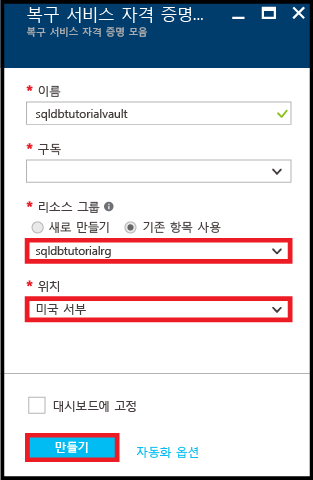 복구 서비스 자격 증명...
복구 서비스 자격 증명 모음
* 이름
sqldbtutorialvault
* 구독
* 리소스 그룹
새로 만들기 기존 항목 사용
sqldbtutorialrg
* 위치
미국 서부
대시보드에 고정
만들기 자동화 옵션